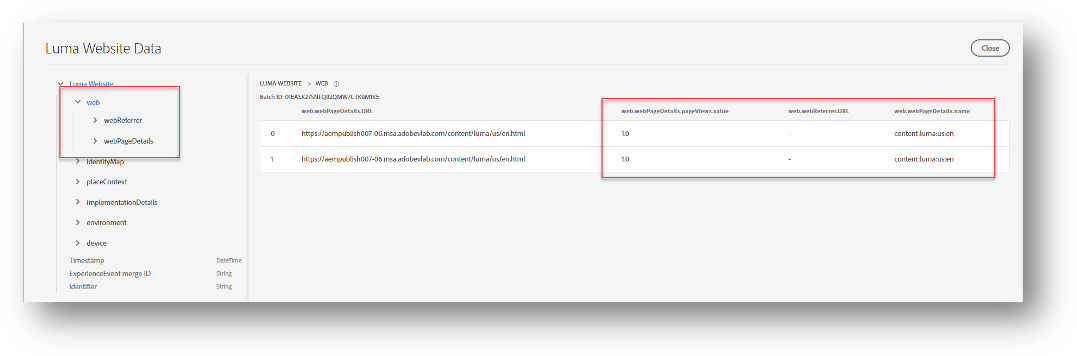 Luma Website Data
Close
Luma Website
web
webReferrer
webPageDetails
identityMap
placeContext
implementationDetails
environment
device
Timestamp DateTime
ExperienceEvent merge ID String
Identifier String
LUMA WEBSITE > WEB
Batch ID:
web.webPageDetails.URL web.webPageDetails.pageViews.value web.webReferrer.URL web.webPageDetails.name
0 https://aempublish007-06.msa.adobevlab.com/content/luma/us/en.html 1.0 - content:luma:us:en
1 https://aempublish007-06.msa.adobevlab.com/content/luma/us/en.html 1.0 - content:luma:us:en